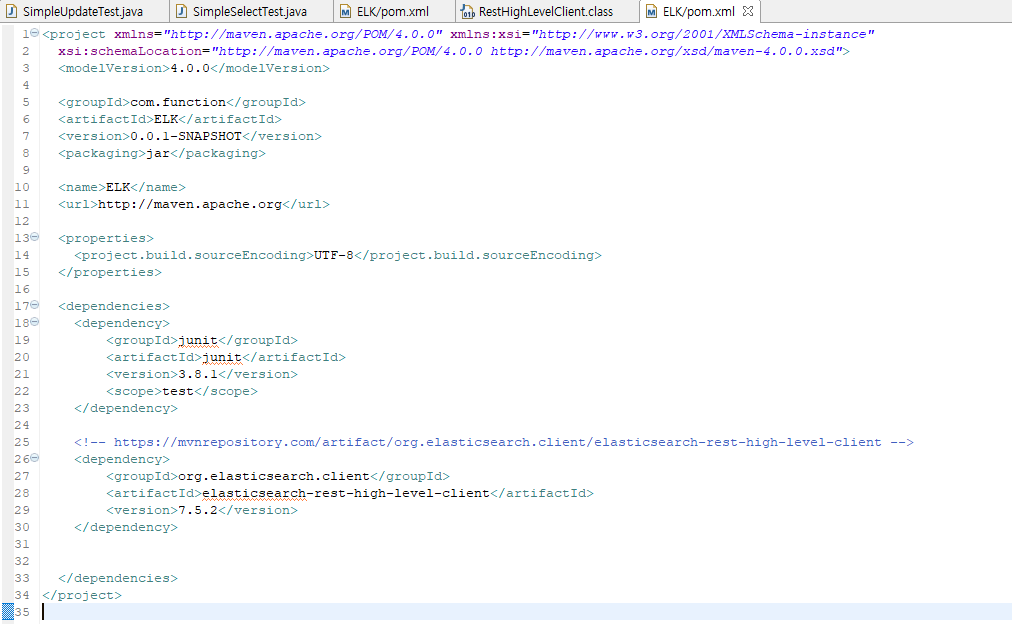 SimpleUpdateTest.java SimpleSelectTest.java ELK/pom.xml RestHighLevelClient.class ELK/pom.xml
1 <project xmlns="http://maven.apache.org/POM/4.0.0" xmlns:xsi="http://www.w3.org/2001/XMLSchema-instance"
2 xsi:schemaLocation="http://maven.apache.org/POM/4.0.0 http://maven.apache.org/xsd/maven-4.0.0.xsd">
3 <modelVersion>4.0.0</modelVersion>
4
5 <groupId>com.function</groupId>
6 <artifactId>ELK</artifactId>
7 <version>0.0.1-SNAPSHOT</version>
8 <packaging>jar</packaging>
9
10 <name>ELK</name>
11 <url>http://maven.apache.org</url>
12
13 <properties>
14 <project.build.sourceEncoding>UTF-8</project.build.sourceEncoding>
15 </properties>
16
17 <dependencies>
18 <dependency>
19 <groupId>junit</groupId>
20 <artifactId>junit</artifactId>
21 <version>3.8.1</version>
22 <scope>test</scope>
23 </dependency>
24
25 <!-- https://mvnrepository.com/artifact/org.elasticsearch.client/elasticsearch-rest-high-level-client -->
26 <dependency>
27 <groupId>org.elasticsearch.client</groupId>
28 <artifactId>elasticsearch-rest-high-level-client</artifactId>
29 <version>7.5.2</version>
30 </dependency>
31
32
33 </dependencies>
34 </project>
35